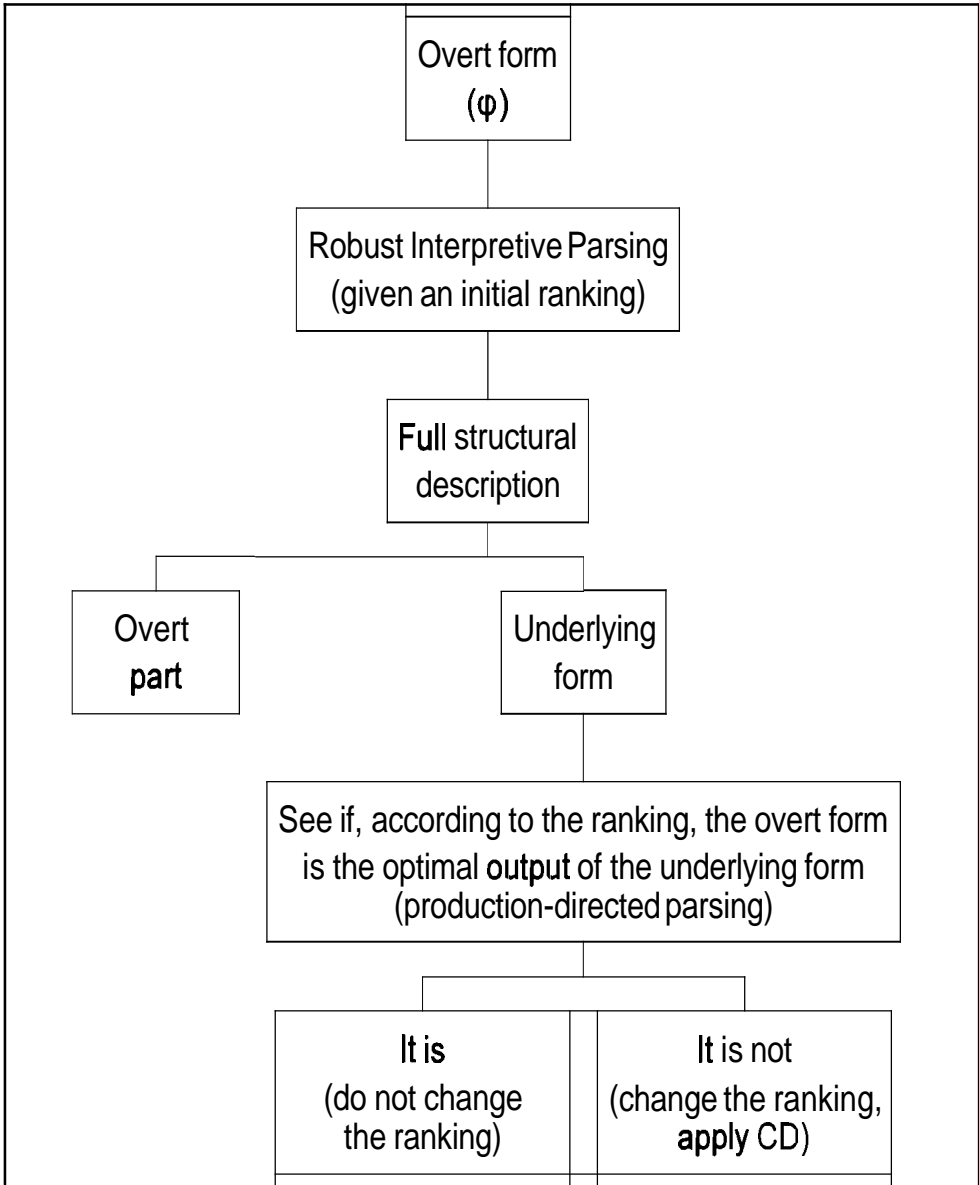 Overt form
(φ)
Robust Interpretive Parsing
(given an initial ranking)
Full structural
description
Overt
part
Underlying
form
See if, according to the ranking, the overt form
is the optimal output of the underlying form
(production-directed parsing)
It is
(do not change
the ranking)
It is not
(change the ranking,
apply CD)